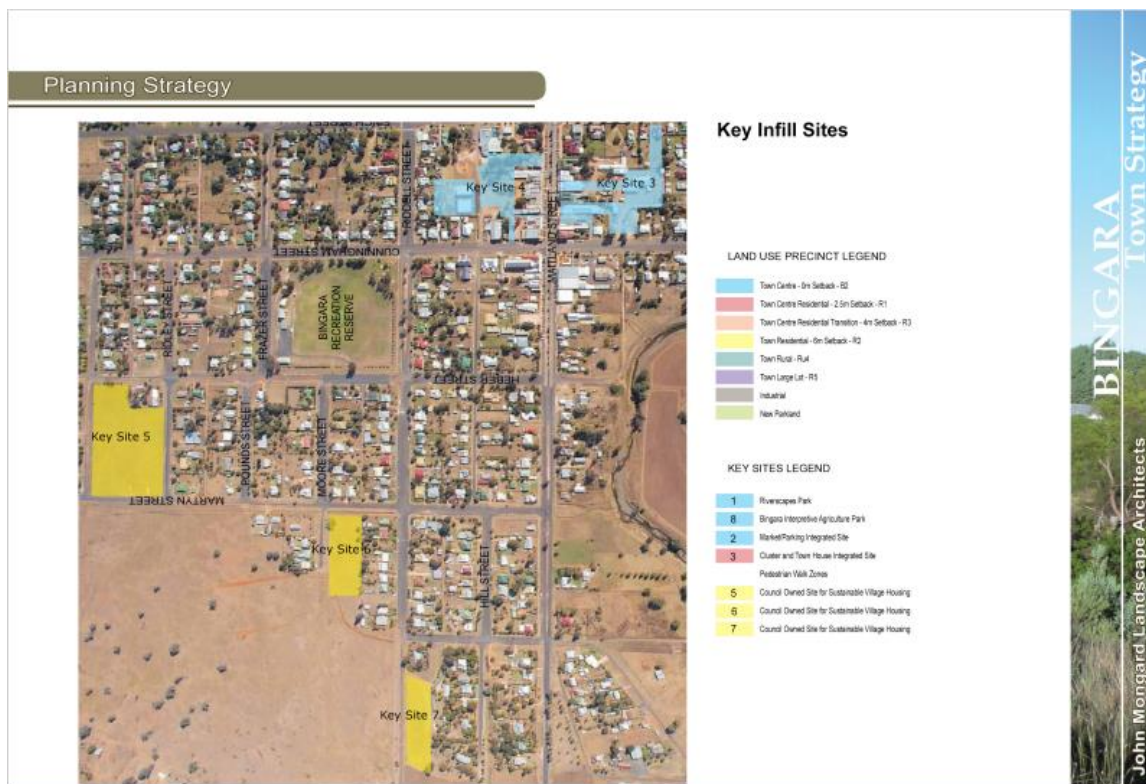 Planning Strategy
Key Infill Sites
LAND USE PRECINCT LEGEND
Town Centre - 0m Setback - B2
Town Centre Residential - 2.5m Setback - R1
Town Centre Residential Transition - 4m Setback - R3
Town Residential - 6m Setback - R2
Town Rural - Ru4
Town Large Lot - R5
Industrial
New Parkland
KEY SITES LEGEND
1 Riverscapes Park
8 Bingara Interpretive Agriculture Park
2 Market/Parking Integrated Site
3 Cluster and Town House Integrated Site
Pedestrian Walk Zones
5 Council Owned Site for Sustainable Village Housing
6 Council Owned Site for Sustainable Village Housing
7 Council Owned Site for Sustainable Village Housing
Key Site 4
Key Site 3
RIDDELL STREET
MAITLAND STREET
CUNNINGHAM STREET
RIDLEY STREET
FRAZER STREET
BINGARA
RECREATION
RESERVE
HEBER STREET
Key Site 5
POUNDS STREET
MOORE STREET
MARTYN STREET
Key Site 6
HILL STREET
Key Site 7
BINGARA
Town Strategy
John Mongard Landscape Architects